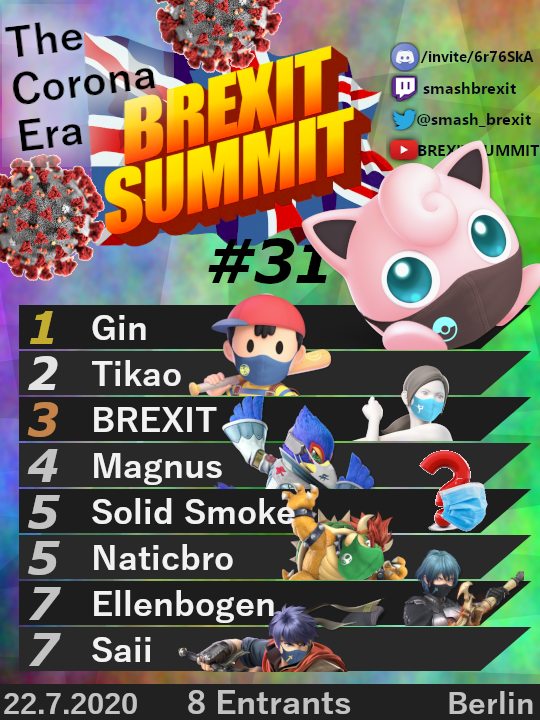 The
Corona
Era
BREXIT
SUMMIT
/invite/6r76SkA
smashbrexit
@smash_brexit
#31
1 Gin
2 Tikao
3 BREXIT
4 Magnus
5 Solid Smoke
5 Naticbro
7 Ellenbogen
7 Saii
22.7.2020 8 Entrants Berlin